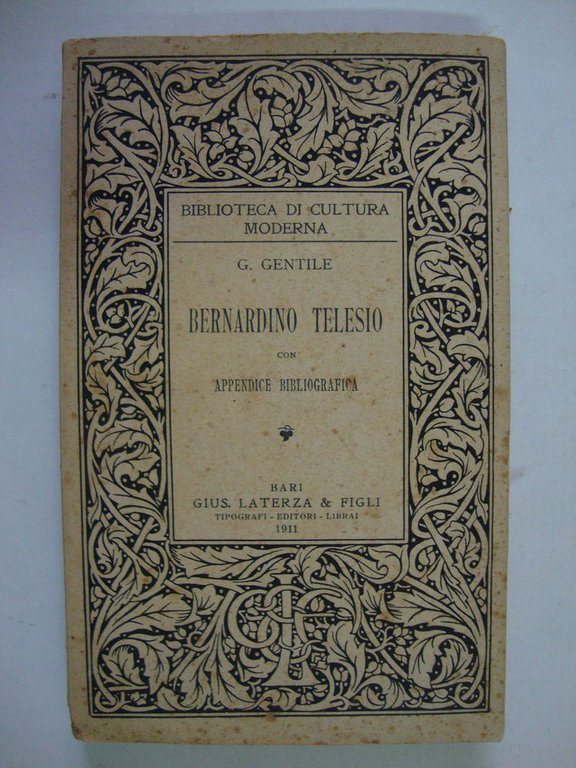 BIBLIOTECA DI CULTURA
MODERNA
G. GENTILE
BERNARDINO TELESIO
CON
APPENDICE BIBLIOGRAFICA
BARI
GIUS. LATERZA & FIGLI
TIPOGRAFI - EDITORI - LIBRAI
1911